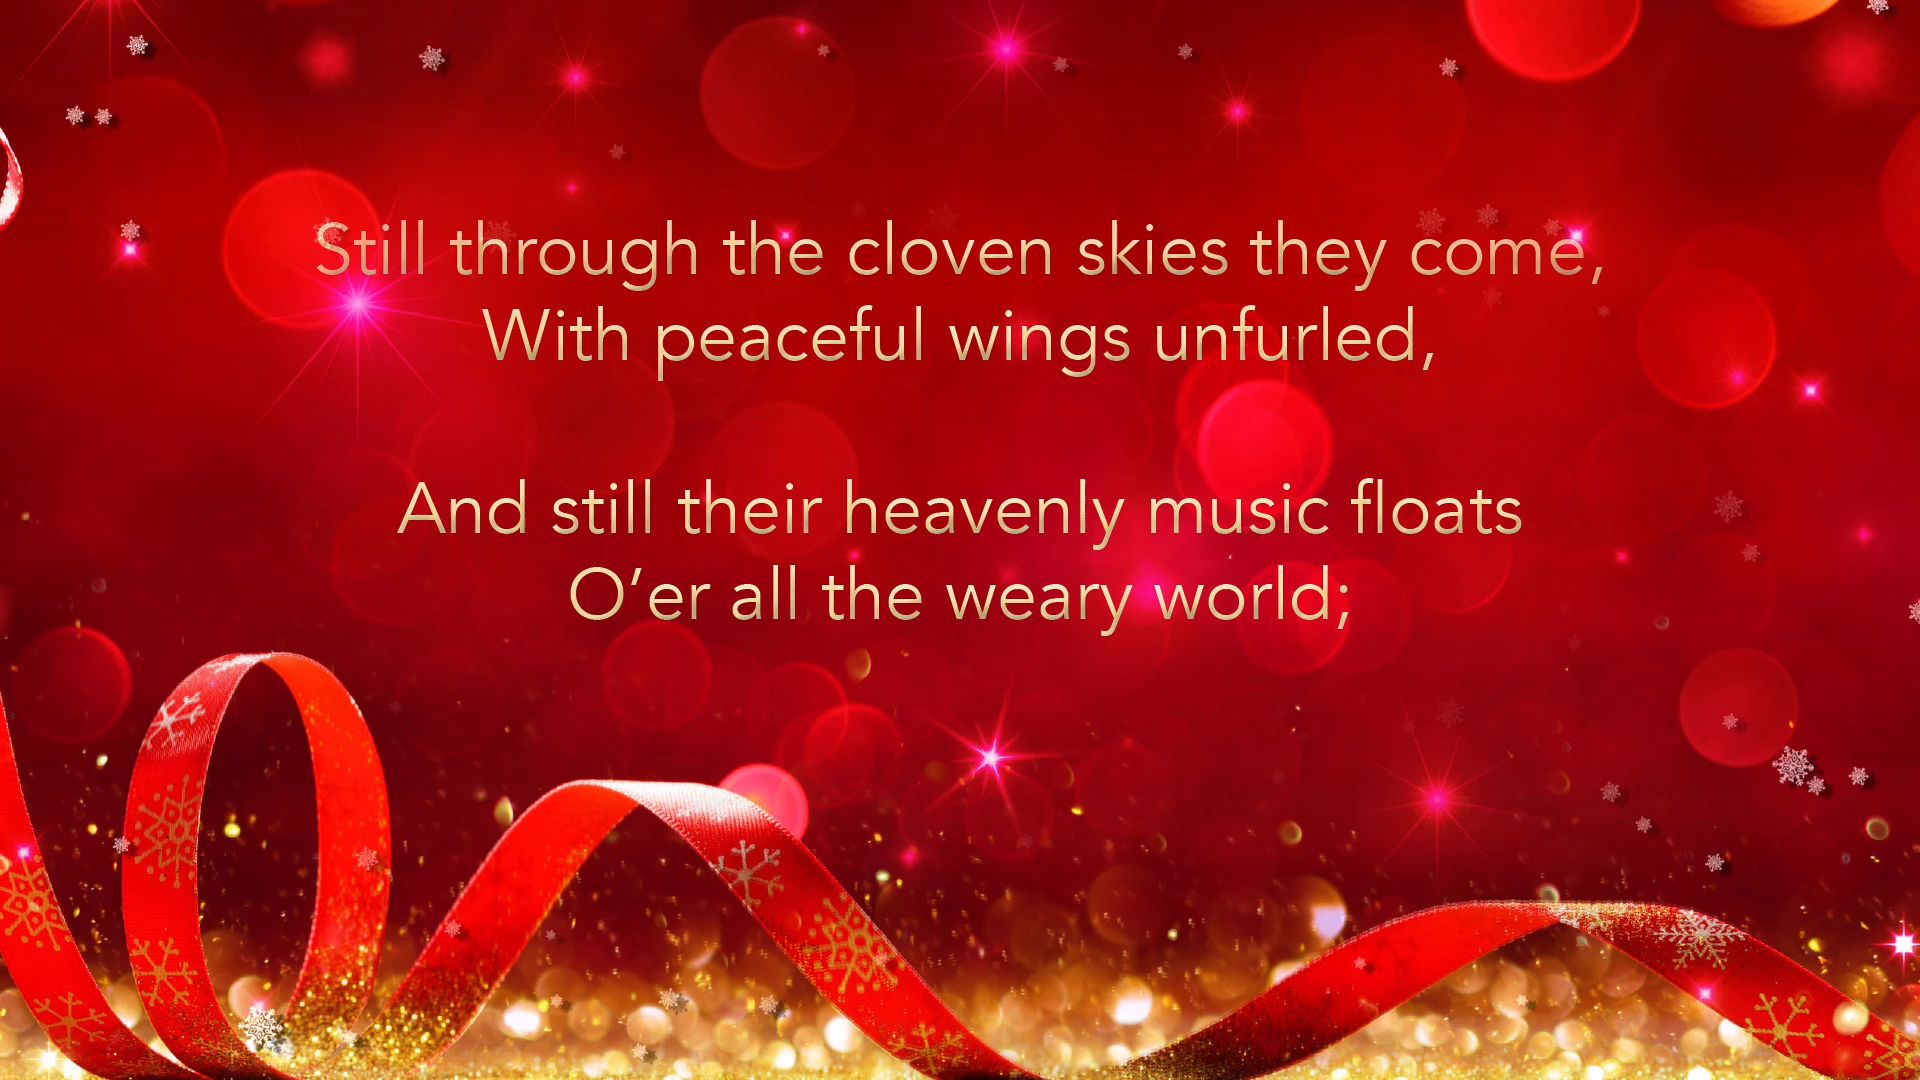 Still through the cloven skies they come,
With peaceful wings unfurled,
And still their heavenly music floats
O’er all the weary world;